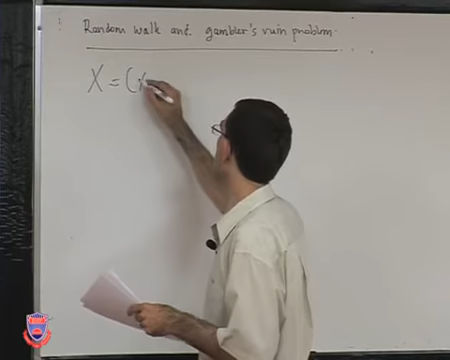 Random walk and gambler's ruin problem.
X = (x